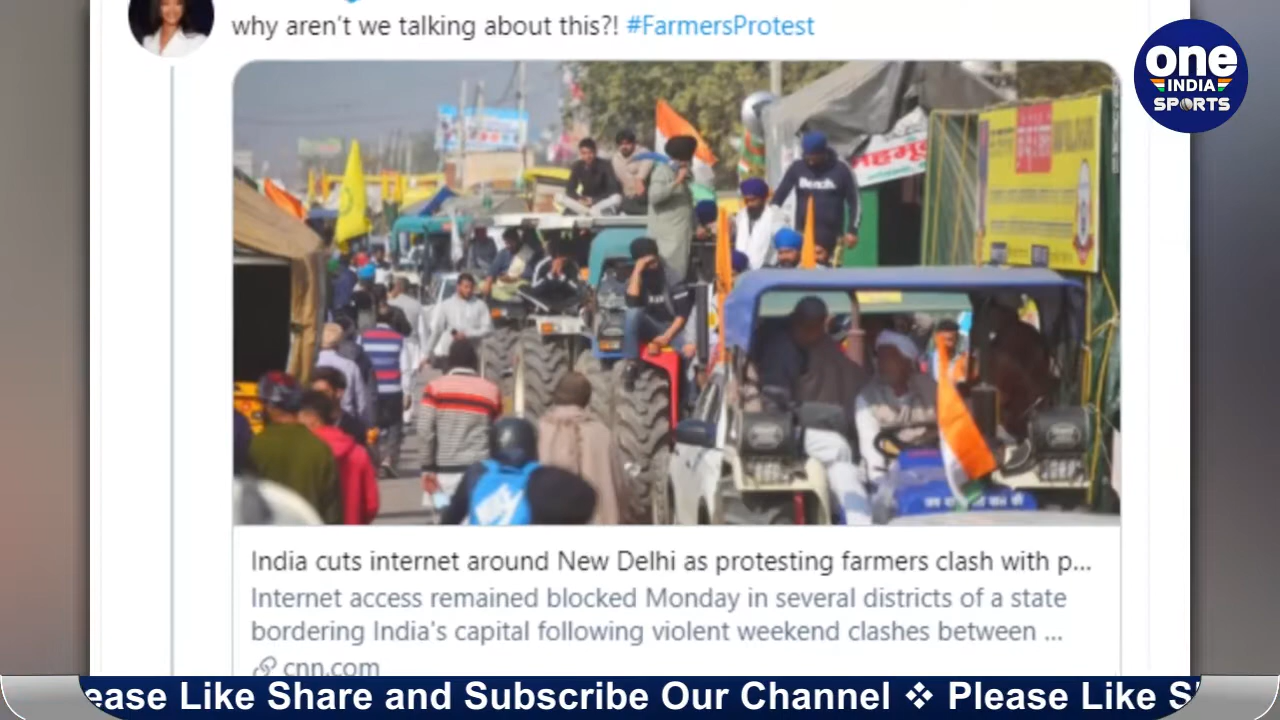 why aren't we talking about this?! #FarmersProtest
one
INDIA
SPORTS
Bench.
India cuts internet around New Delhi as protesting farmers clash with p...
Internet access remained blocked Monday in several districts of a state
bordering India's capital following violent weekend clashes between ...
cnn.com
ease Like Share and Subscribe Our Channel ❖ Please Like S